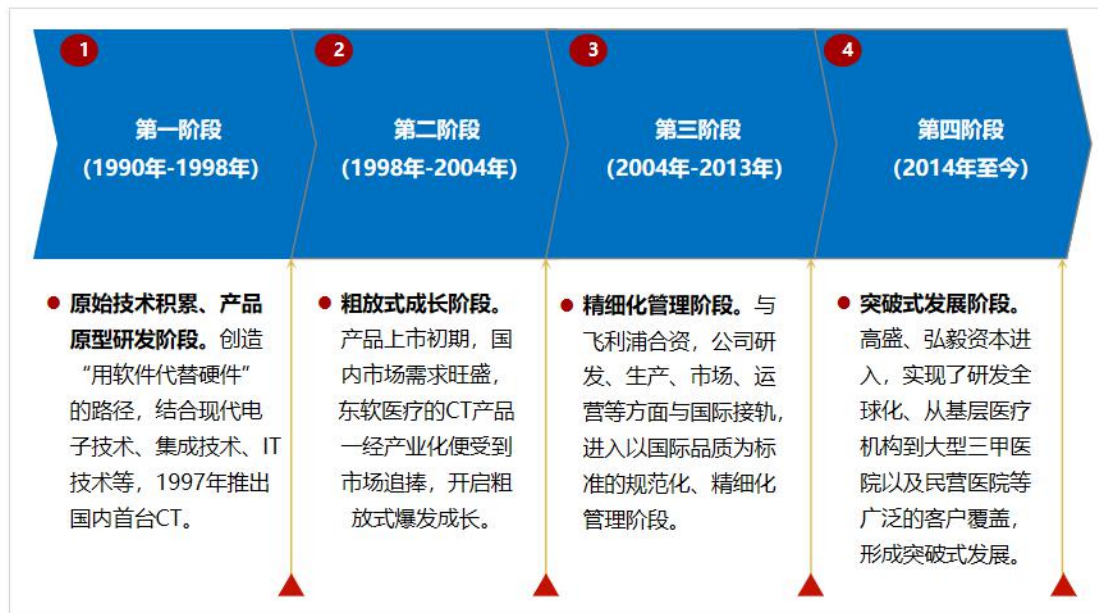 1
第一阶段
(1990年-1998年)
2
第二阶段
(1998年-2004年)
3
第三阶段
(2004年-2013年)
4
第四阶段
(2014年至今)
原始技术积累、产品
原型研发阶段。创造
“用软件代替硬件”
的路径，结合现代电
子技术、集成技术、IT
技术等，1997年推出
国内首台CT。
粗放式成长阶段。
产品上市初期，国
内市场需求旺盛，
东软医疗的CT产品
一经产业化便受到
市场追捧，开启粗
放式爆发成长。
精细化管理阶段。与
飞利浦合资，公司研
发、生产、市场、运
营等方面与国际接轨，
进入以国际品质为标
准的规范化、精细化
管理阶段。
突破式发展阶段。
高盛、弘毅资本进
入，实现了研发全
球化、从基层医疗
机构到大型三甲医
院以及民营医院等
广泛的客户覆盖，
形成突破式发展。